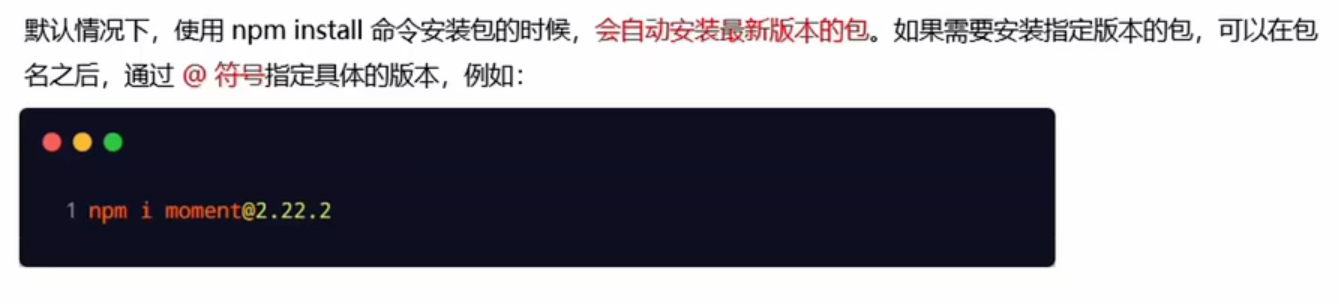 默认情况下，使用 npm install 命令安装包的时候，会自动安装最新版本的包。如果需要安装指定版本的包，可以在包
名之后，通过 @ 符号指定具体的版本，例如：
1 npm i moment@2.22.2